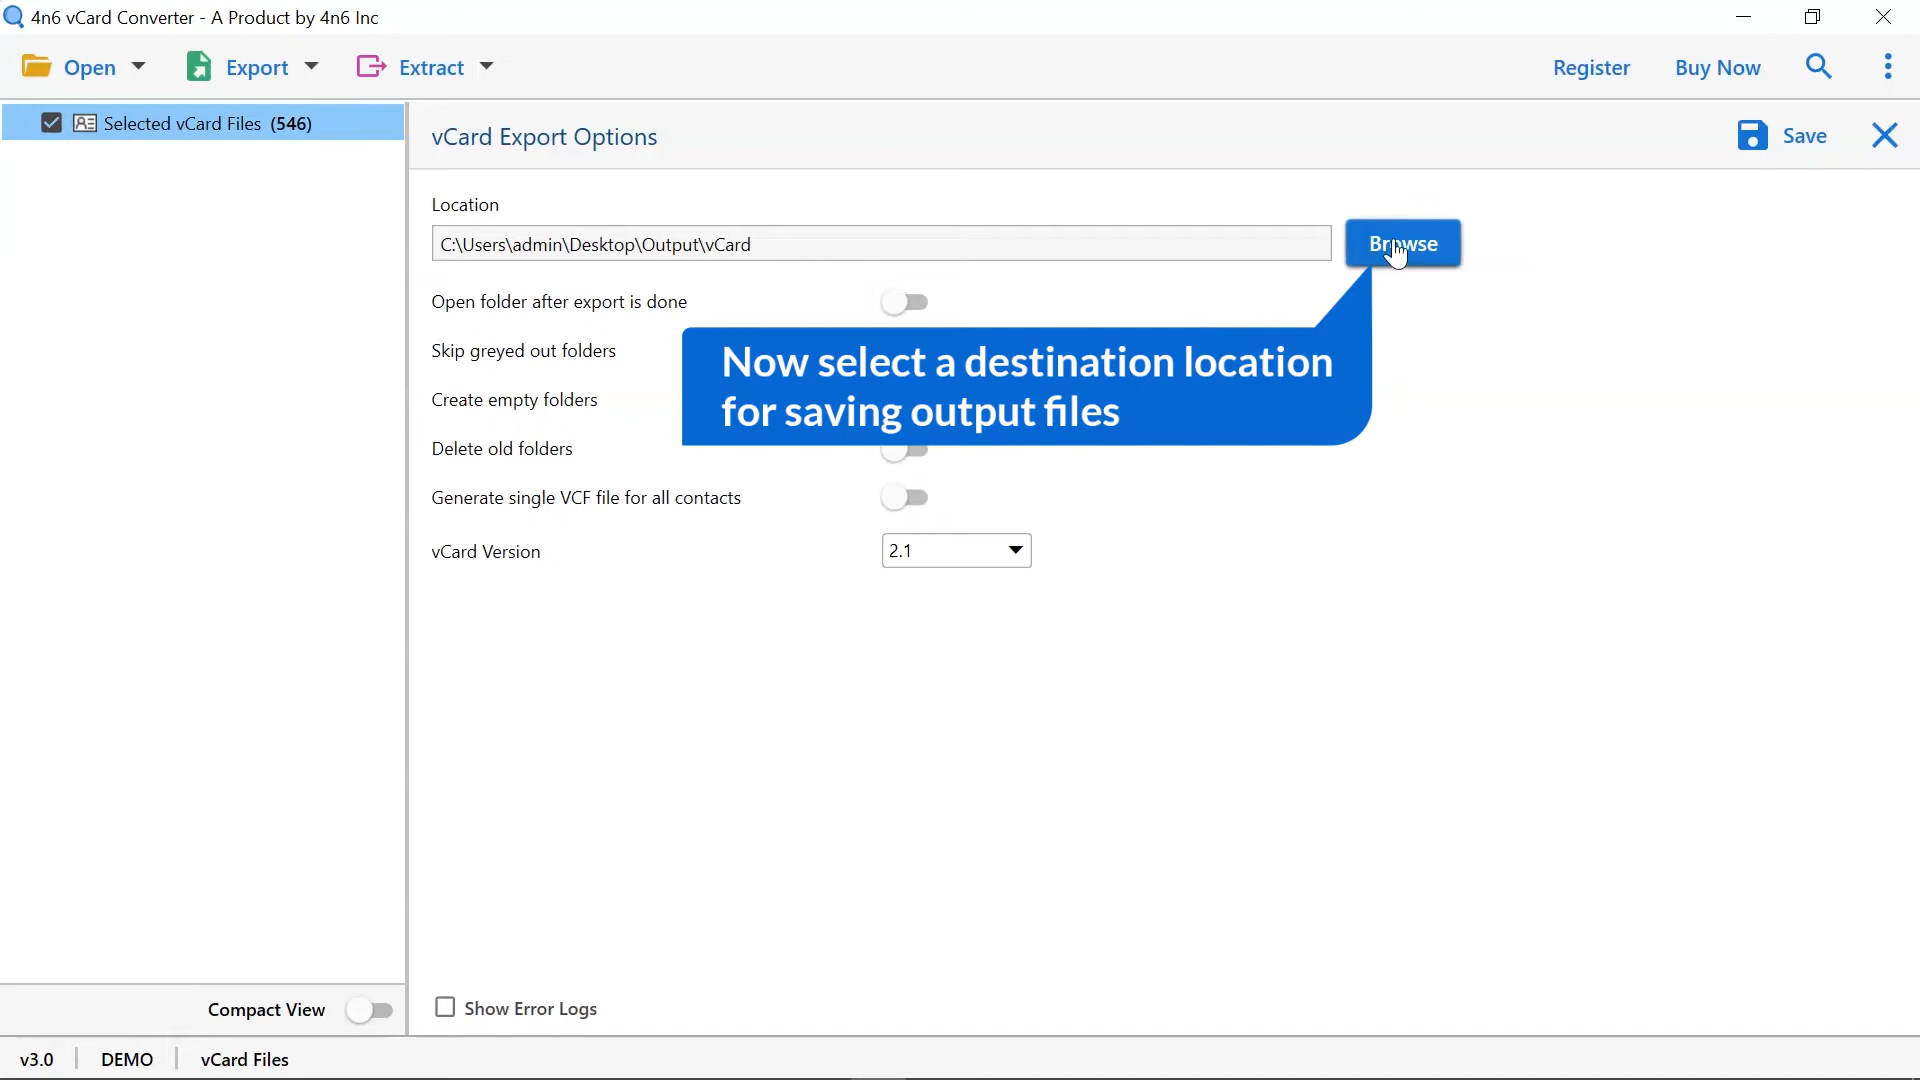 4n6 vCard Converter - A Product by 4n6 Inc
Open Export Extract Register Buy Now
Selected vCard Files (546)
vCard Export Options Save
Location
C:\Users\admin\Desktop\Output\vCard Browse
Open folder after export is done
Skip greyed out folders
Now select a destination location
for saving output files
Create empty folders
Delete old folders
Generate single VCF file for all contacts
vCard Version 2.1
Compact View
Show Error Logs
v3.0 DEMO vCard Files